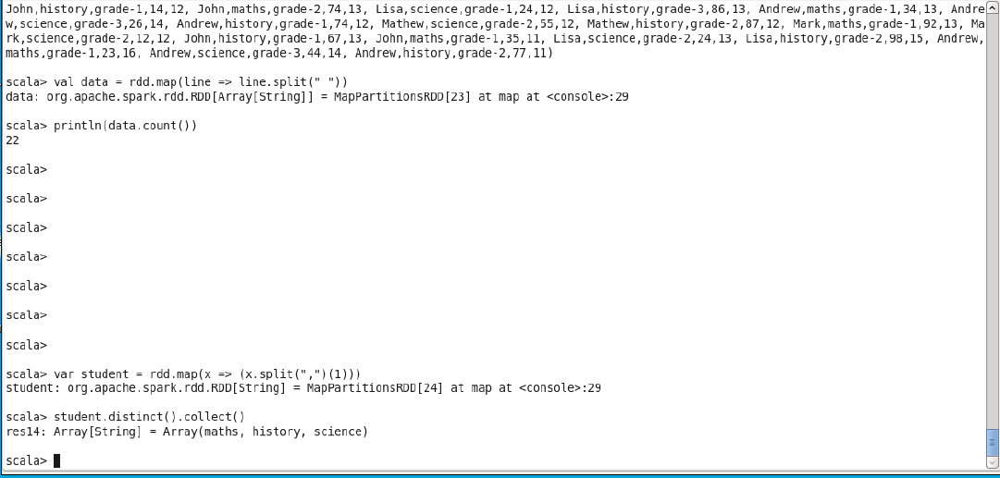 John,history,grade-1,14,12, John,maths,grade-2,74,13, Lisa,science,grade-1,24,12, Lisa,history,grade-3,86,13, Andrew,maths,grade-1,34,13, Andre
w,science,grade-3,26,14, Andrew,history,grade-1,74,12, Mathew,science,grade-2,55,12, Mathew,history,grade-2,87,12, Mark,maths,grade-1,92,13, Ma
rk,science,grade-2,12,12, John,history,grade-1,67,13, John,maths,grade-1,35,11, Lisa,science,grade-2,24,13, Lisa,history,grade-2,98,15, Andrew,
maths,grade-1,23,16, Andrew,science,grade-3,44,14, Andrew,history,grade-2,77,11)
scala> val data = rdd.map(line => line.split(" "))
data: org.apache.spark.rdd.RDD[Array[String]] = MapPartitionsRDD[23] at map at <console>:29
scala> println(data.count())
22
scala>
scala>
scala>
scala>
scala>
scala>
scala>
scala> var student = rdd.map(x => (x.split(",")(1)))
student: org.apache.spark.rdd.RDD[String] = MapPartitionsRDD[24] at map at <console>:29
scala> student.distinct().collect()
res14: Array[String] = Array(maths, history, science)
scala>